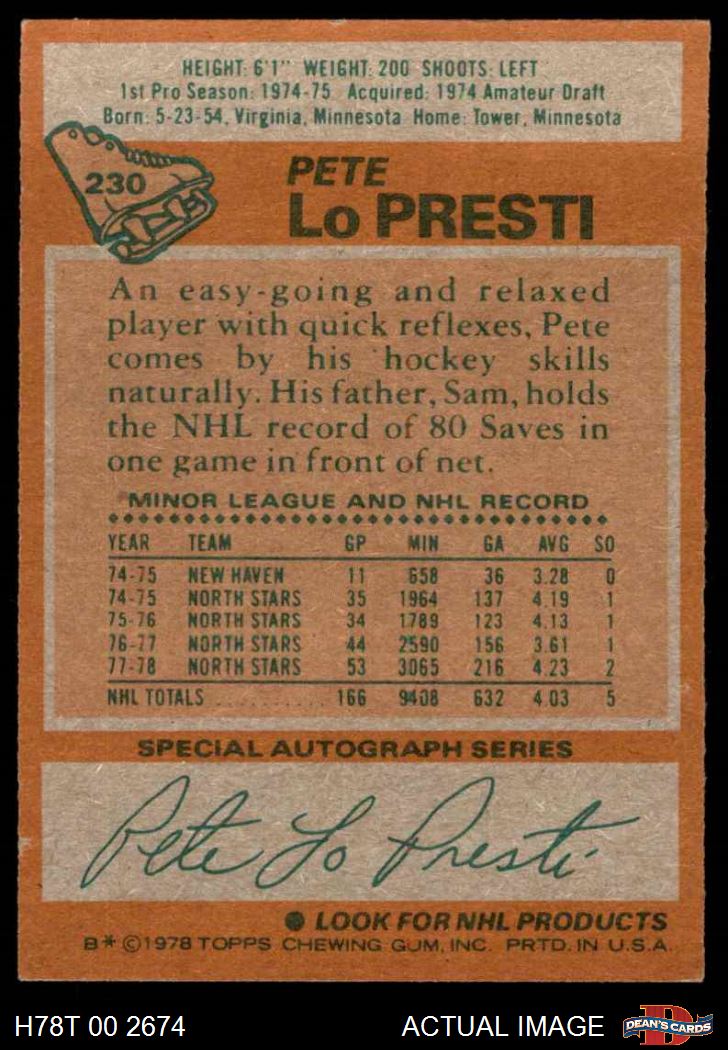 HEIGHT: 6'1" WEIGHT: 200 SHOOTS: LEFT
1st Pro Season: 1974-75 Acquired: 1974 Amateur Draft
Born: 5-23-54, Virginia, Minnesota Home: Tower, Minnesota
230
PETE
Lo PRESTI
An easy-going and relaxed
player with quick reflexes, Pete
comes by his hockey skills
naturally. His father, Sam, holds
the NHL record of 80 Saves in
one game in front of net.
MINOR LEAGUE AND NHL RECORD
YEAR TEAM GP MIN GA AVG SO
74-75 NEW HAVEN 11 658 36 3.28 0
74-75 NORTH STARS 35 1964 137 4.19 1
75-76 NORTH STARS 34 1789 123 4.13 1
76-77 NORTH STARS 44 2590 156 3.61 1
77-78 NORTH STARS 53 3065 216 4.23 2
NHL TOTALS ........... 166 9408 632 4.03 5
SPECIAL AUTOGRAPH SERIES
Pete Lo Presti
● LOOK FOR NHL PRODUCTS
B* ©1978 TOPPS CHEWING GUM, INC. PRTD. IN U.S.A.
H78T 00 2674 ACTUAL IMAGE DEAN'S CARDS